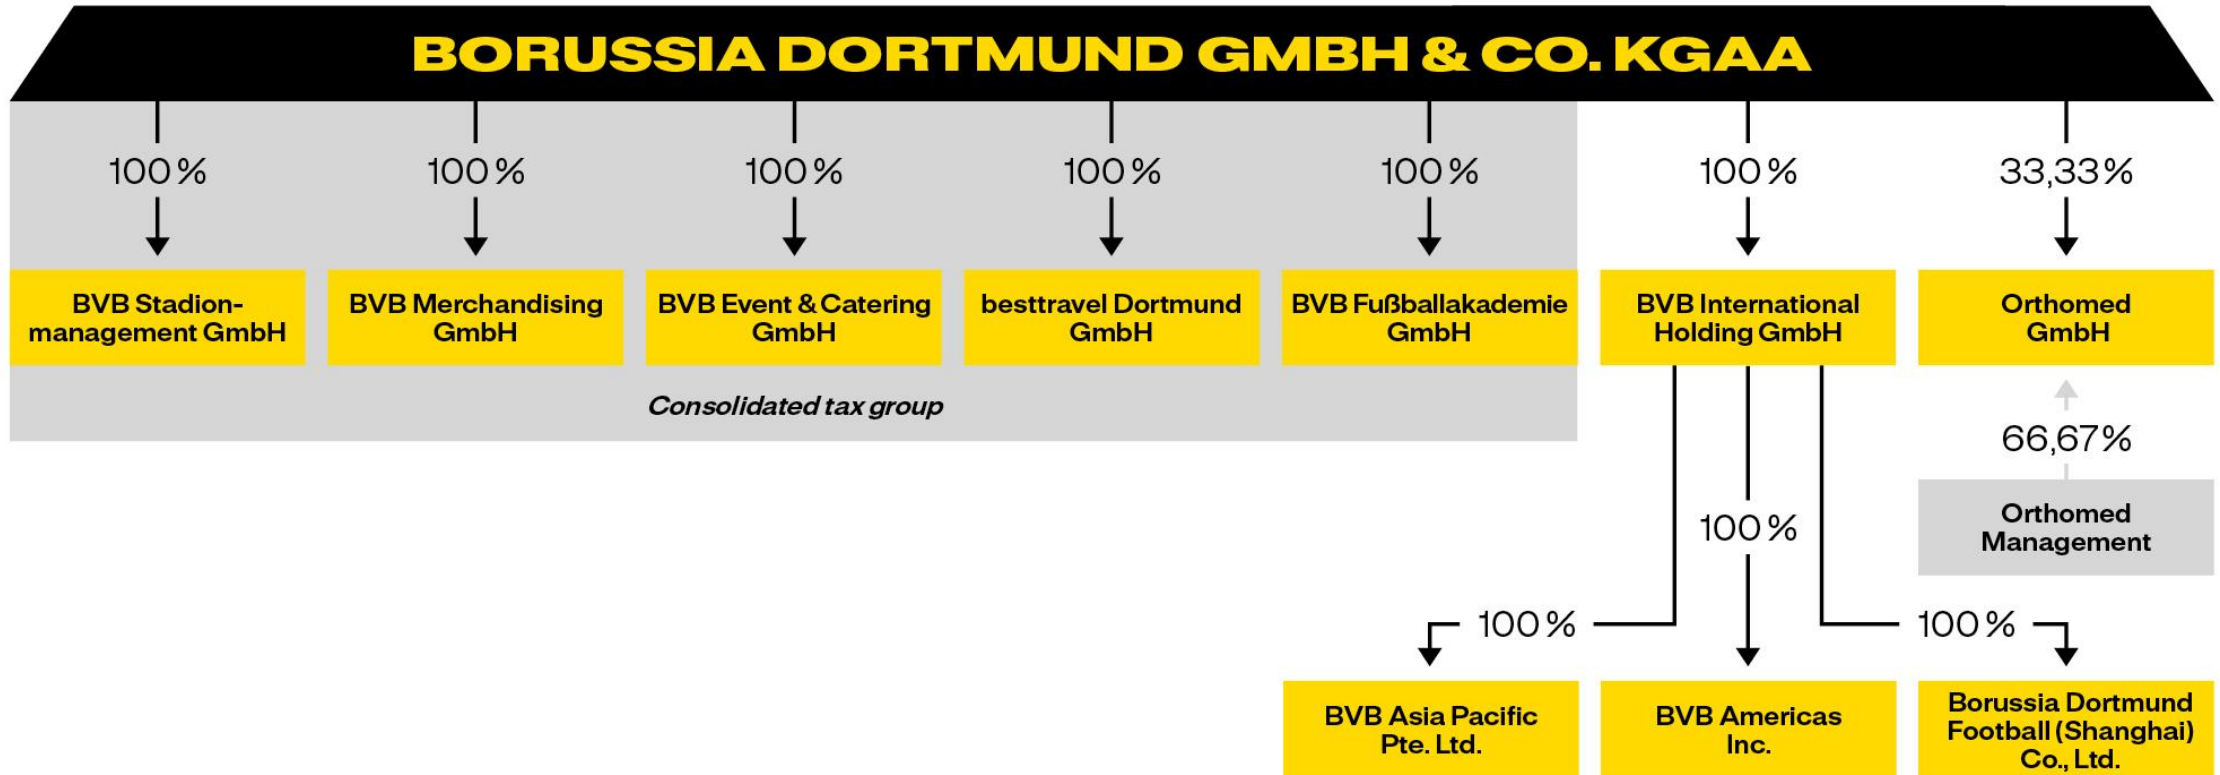 BORUSSIA DORTMUND GMBH & CO. KGAA
100 %
100 %
100 %
100 %
100 %
100 %
33,33 %
BVB Stadion-
management GmbH
BVB Merchandising
GmbH
BVB Event & Catering
GmbH
besttravel Dortmund
GmbH
BVB Fußballakademie
GmbH
BVB International
Holding GmbH
Orthomed
GmbH
Consolidated tax group
66,67 %
Orthomed
Management
100 %
100 %
100 %
BVB Asia Pacific
Pte. Ltd.
BVB Americas
Inc.
Borussia Dortmund
Football (Shanghai)
Co., Ltd.